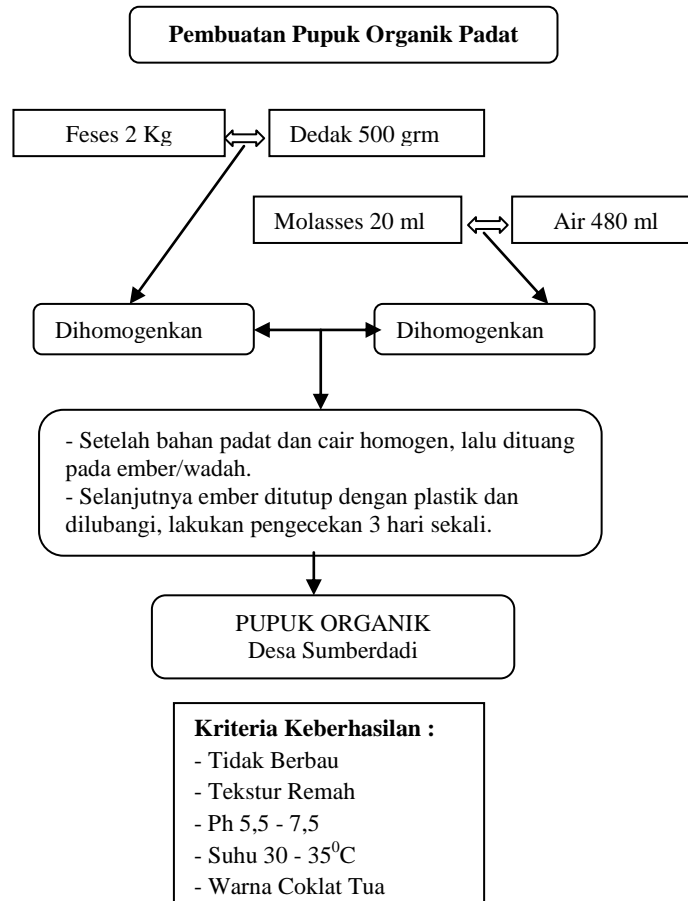 Pembuatan Pupuk Organik Padat
Feses 2 Kg
Dedak 500 grm
Molasses 20 ml
Air 480 ml
Dihomogenkan
Dihomogenkan
- Setelah bahan padat dan cair homogen, lalu dituang
pada ember/wadah.
- Selanjutnya ember ditutup dengan plastik dan
dilubangi, lakukan pengecekan 3 hari sekali.
PUPUK ORGANIK
Desa Sumberdadi
Kriteria Keberhasilan :
- Tidak Berbau
- Tekstur Remah
- Ph 5,5 - 7,5
- Suhu 30 - 35⁰C
- Warna Coklat Tua